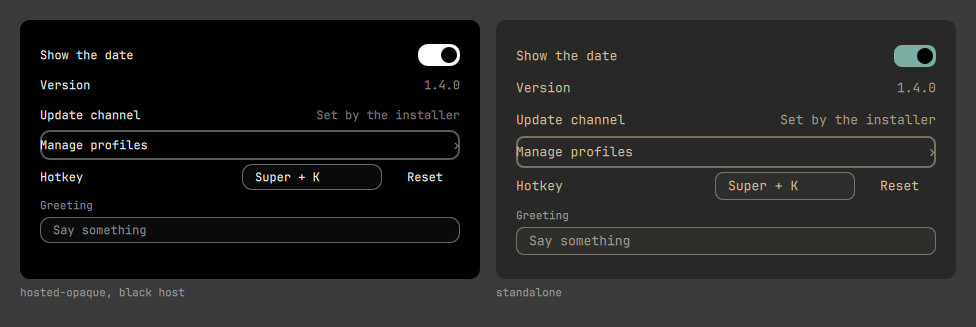 Show the date
Version 1.4.0
Update channel Set by the installer
Manage profiles ›
Hotkey Super + K Reset
Greeting
Say something
hosted-opaque, black host
Show the date
Version 1.4.0
Update channel Set by the installer
Manage profiles ›
Hotkey Super + K Reset
Greeting
Say something
standalone